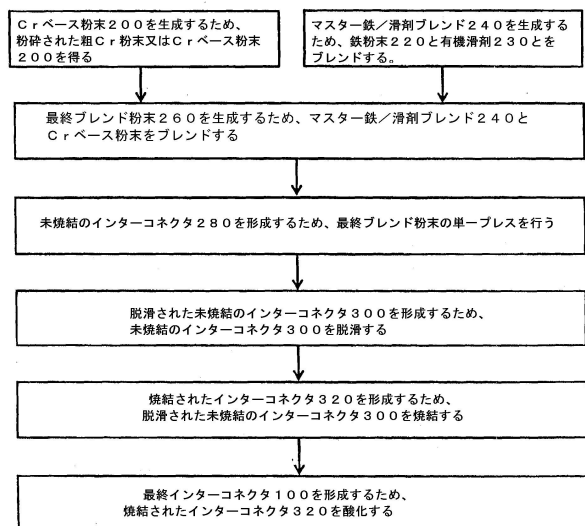 Ｃｒベース粉末２００を生成するため、
粉砕された粗Ｃｒ粉末又はＣｒベース粉末
２００を得る
マスター鉄／滑剤ブレンド２４０を生成する
ため、鉄粉末２２０と有機滑剤２３０とを
ブレンドする。
最終ブレンド粉末２６０を生成するため、マスター鉄／滑剤ブレンド２４０と
Ｃｒベース粉末をブレンドする
未焼結のインターコネクタ２８０を形成するため、最終ブレンド粉末の単一プレスを行う
脱滑された未焼結のインターコネクタ３００を形成するため、
未焼結のインターコネクタ３００を脱滑する
焼結されたインターコネクタ３２０を形成するため、
脱滑された未焼結のインターコネクタ３００を焼結する
最終インターコネクタ１００を形成するため、
焼結されたインターコネクタ３２０を酸化する